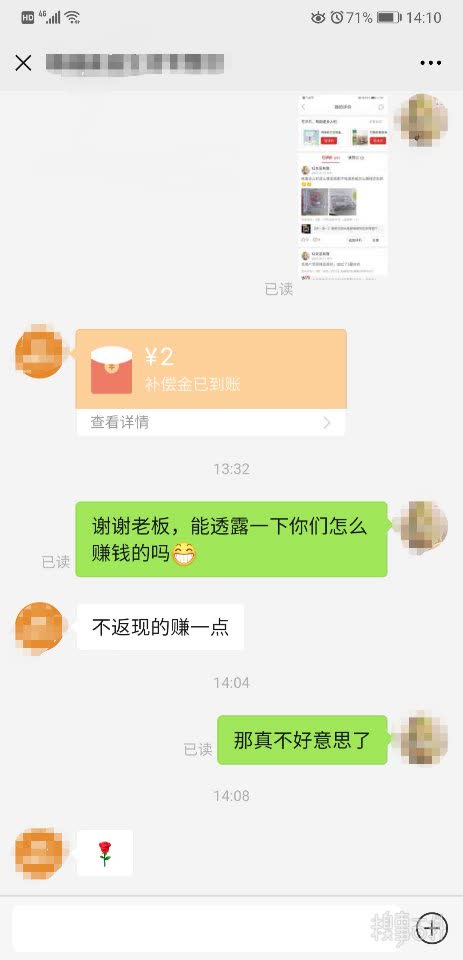 HD 4G 71% 14:10
已读
¥2
补偿金已到账
查看详情
13:32
谢谢老板，能透露一下你们怎么
赚钱的吗😁
已读
不返现的赚一点
14:04
那真不好意思了
已读
14:08